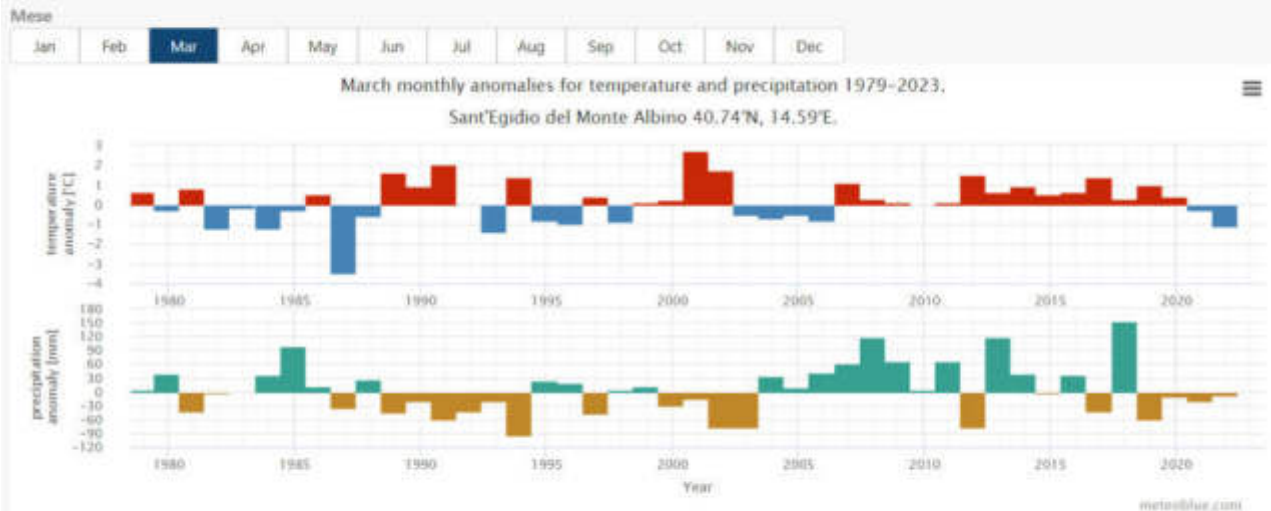 Mese
Jan Feb Mar Apr May Jun Jul Aug Sep Oct Nov Dec
March monthly anomalies for temperature and precipitation 1979-2023.
Sant'Egidio del Monte Albino 40.74°N, 14.59°E.
temperature
anomaly [°C]
3
2
1
0
-1
-2
-3
-4
1980 1985 1990 1995 2000 2005 2010 2015 2020
precipitation
anomaly [mm]
180
150
120
90
60
30
0
-30
-60
-90
-120
1980 1985 1990 1995 2000 2005 2010 2015 2020
Year
meteoblue.com